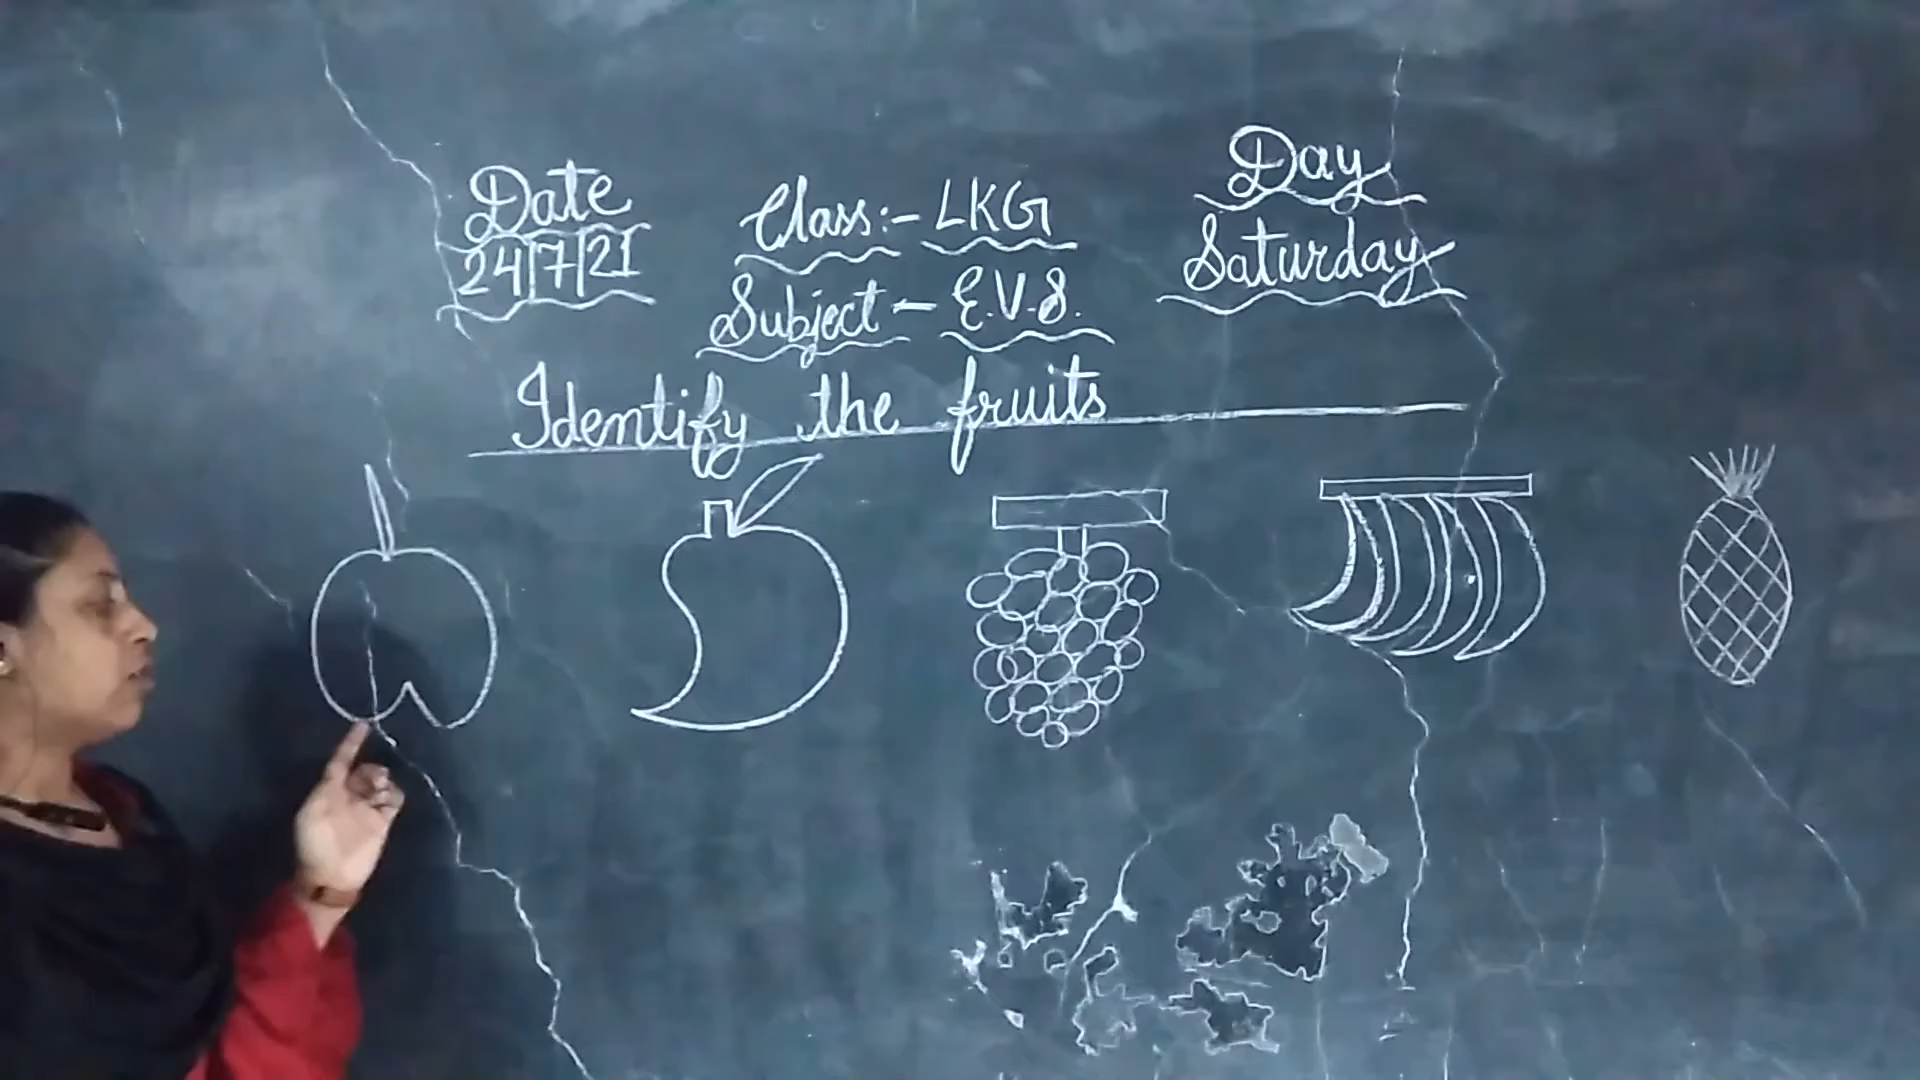 Date
24/7/21
Class:- LKG
Subject - E.V.S.
Day
Saturday
Identify the fruits